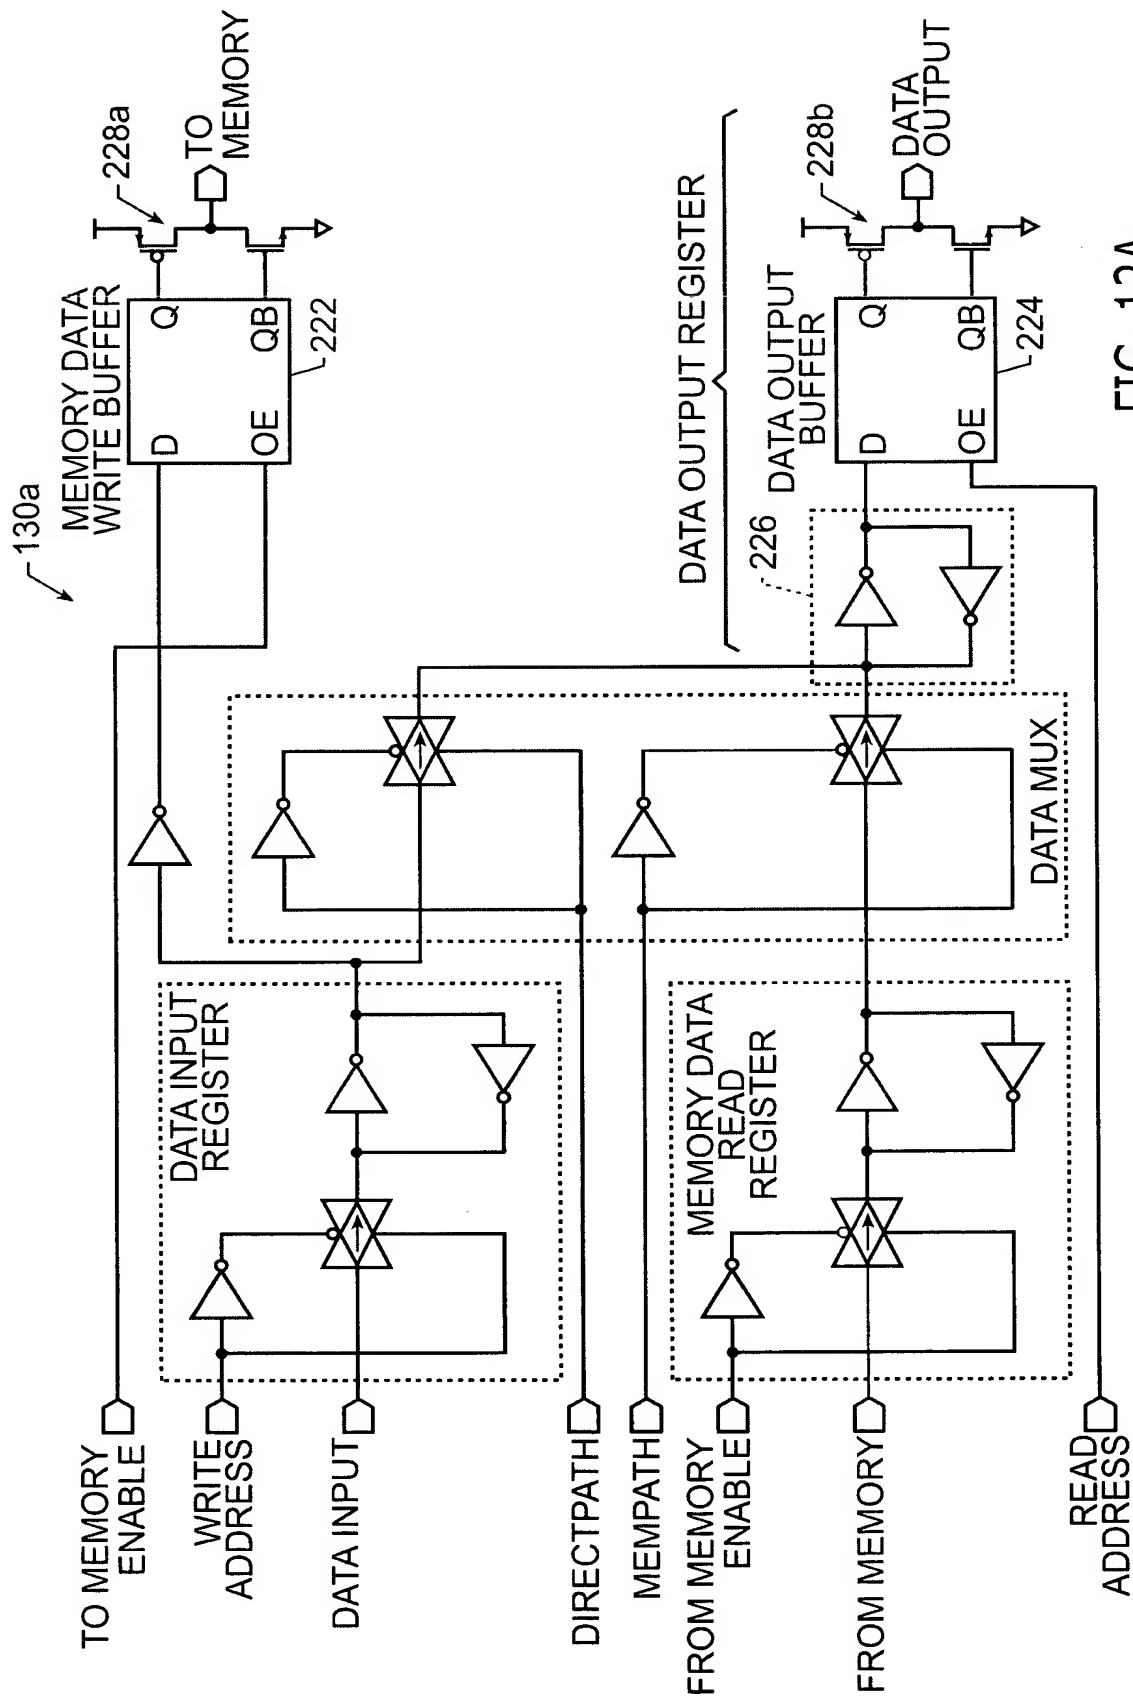 130a
MEMORY DATA
WRITE BUFFER
D
Q
OE
QB
222
228a
TO
MEMORY
TO MEMORY
ENABLE
WRITE
ADDRESS
DATA INPUT
DATA INPUT
REGISTER
DIRECTPATH
MEMPATH
FROM MEMORY
ENABLE
FROM MEMORY
MEMORY DATA
READ
REGISTER
READ
ADDRESS
DATA MUX
226
DATA OUTPUT REGISTER
DATA OUTPUT
BUFFER
D
Q
OE
QB
224
228b
DATA
OUTPUT